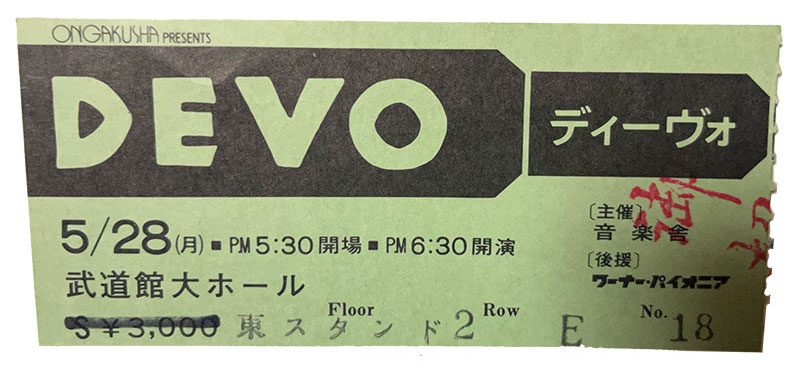 ONGAKUSHA PRESENTS
DEVO
ディーヴォ
5/28(月)■PM5:30開場■PM6:30開演
武道館大ホール
〔主催〕
音楽舎
〔後援〕
ワーナー・パイオニア
S ¥3,000 東スタンド Floor 2 Row E No. 18